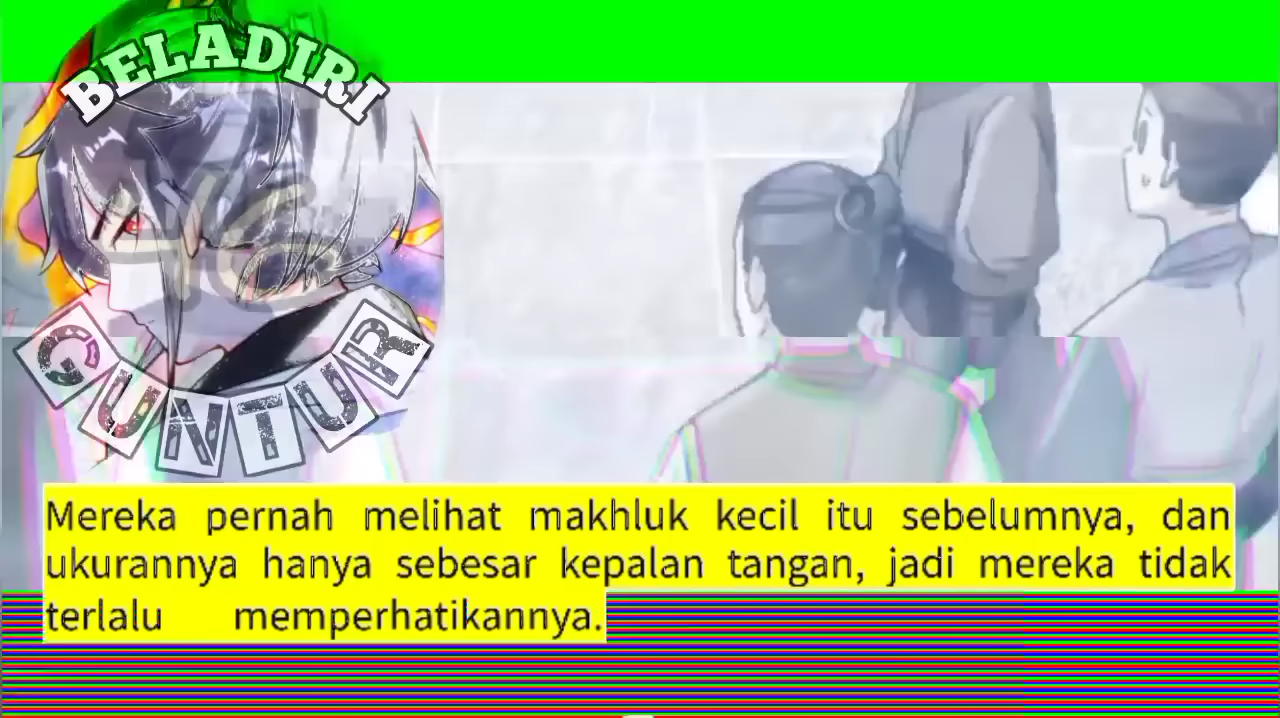 BELADIRI
GUNTUR
Mereka pernah melihat makhluk kecil itu sebelumnya, dan
ukurannya hanya sebesar kepalan tangan, jadi mereka tidak
terlalu memperhatikannya.